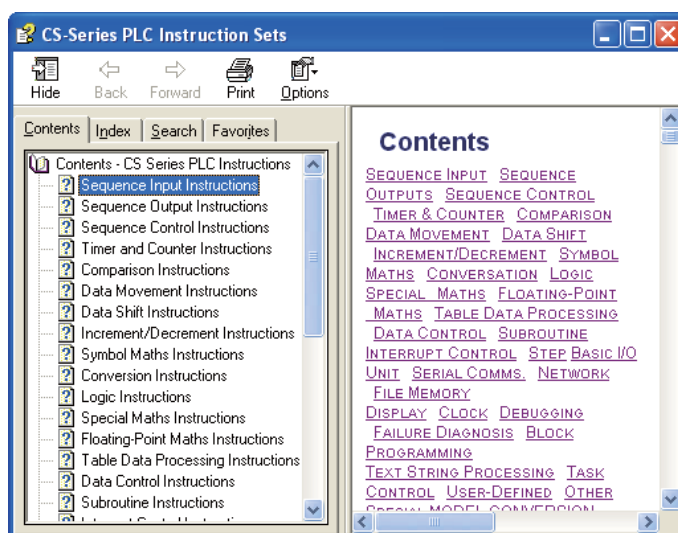 CS-Series PLC Instruction Sets
Hide Back Forward Print Options
Contents Index Search Favorites
Contents - CS Series PLC Instructions
Sequence Input Instructions
Sequence Output Instructions
Sequence Control Instructions
Timer and Counter Instructions
Comparison Instructions
Data Movement Instructions
Data Shift Instructions
Increment/Decrement Instructions
Symbol Maths Instructions
Conversion Instructions
Logic Instructions
Special Maths Instructions
Floating-Point Maths Instructions
Table Data Processing Instructions
Data Control Instructions
Subroutine Instructions
Contents
SEQUENCE INPUT SEQUENCE
OUTPUTS SEQUENCE CONTROL
TIMER & COUNTER COMPARISON
DATA MOVEMENT DATA SHIFT
INCREMENT/DECREMENT SYMBOL
MATHS CONVERSATION LOGIC
SPECIAL MATHS FLOATING-POINT
MATHS TABLE DATA PROCESSING
DATA CONTROL SUBROUTINE
INTERRUPT CONTROL STEP BASIC I/O
UNIT SERIAL COMMS. NETWORK
FILE MEMORY
DISPLAY CLOCK DEBUGGING
FAILURE DIAGNOSIS BLOCK
PROGRAMMING
TEXT STRING PROCESSING TASK
CONTROL USER-DEFINED OTHER
SPECIAL MODEL CONVERSION